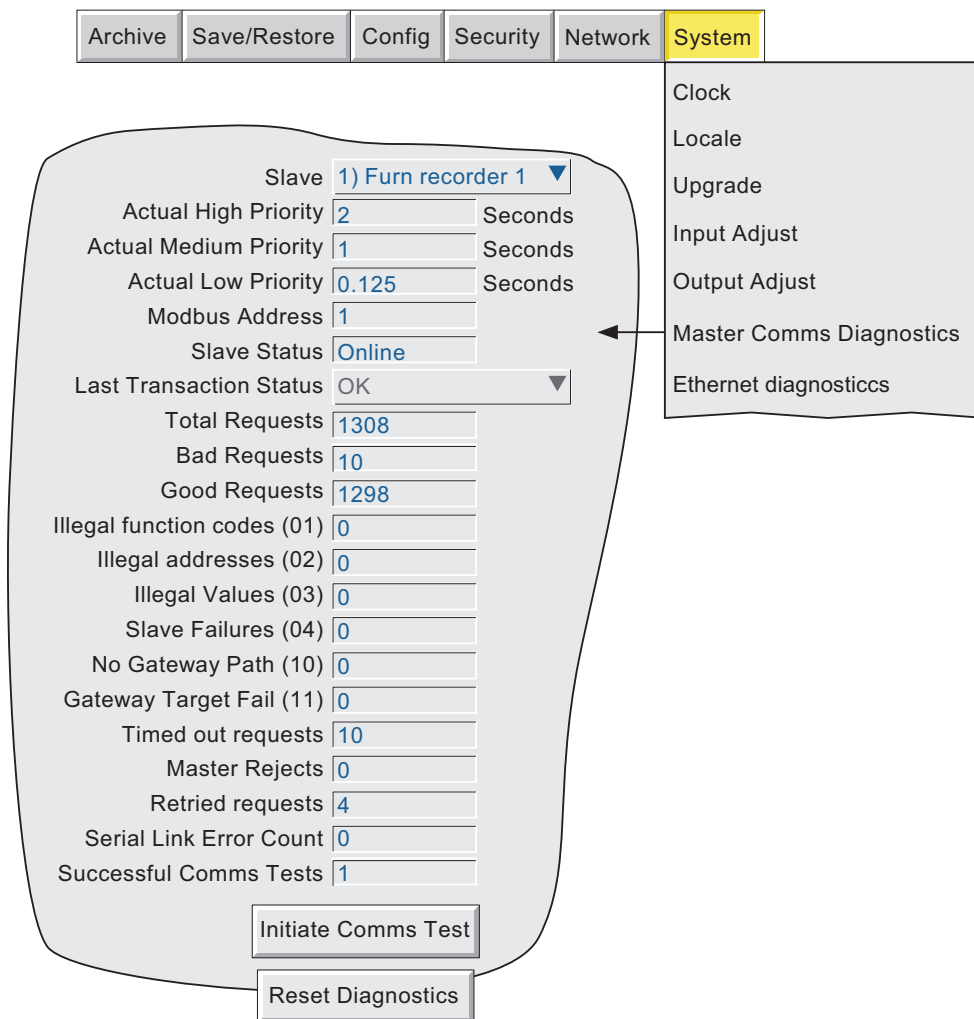 Archive Save/Restore Config Security Network System
Clock
Locale
Upgrade
Input Adjust
Output Adjust
Master Comms Diagnostics
Ethernet diagnosticcs
Slave 1) Furn recorder 1
Actual High Priority 2 Seconds
Actual Medium Priority 1 Seconds
Actual Low Priority 0.125 Seconds
Modbus Address 1
Slave Status Online
Last Transaction Status OK
Total Requests 1308
Bad Requests 10
Good Requests 1298
Illegal function codes (01) 0
Illegal addresses (02) 0
Illegal Values (03) 0
Slave Failures (04) 0
No Gateway Path (10) 0
Gateway Target Fail (11) 0
Timed out requests 10
Master Rejects 0
Retried requests 4
Serial Link Error Count 0
Successful Comms Tests 1
Initiate Comms Test
Reset Diagnostics